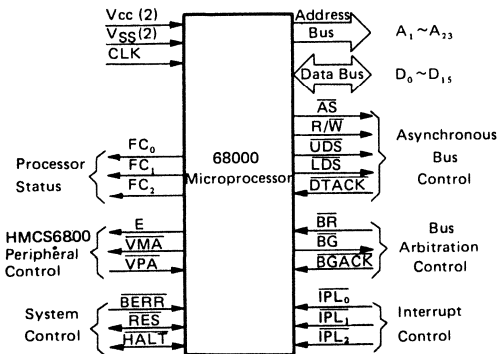 Vcc (2)
VSS (2)
CLK
Address
Bus
A1 ~ A23
Data Bus
D0 ~ D15
Processor
Status
FC0
FC1
FC2
68000
Microprocessor
AS
R/W
UDS
LDS
DTACK
Asynchronous
Bus
Control
HMCS6800
Peripheral
Control
E
VMA
VPA
BR
BG
BGACK
Bus
Arbitration
Control
System
Control
BERR
RES
HALT
IPL0
IPL1
IPL2
Interrupt
Control